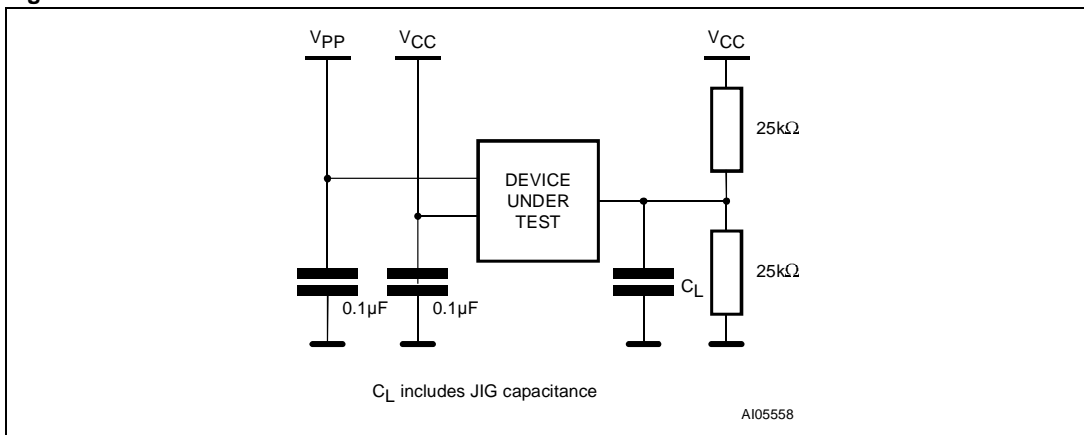 VPP
VCC
VCC
25kΩ
DEVICE
UNDER
TEST
25kΩ
CL
0.1µF
0.1µF
CL includes JIG capacitance
AI05558